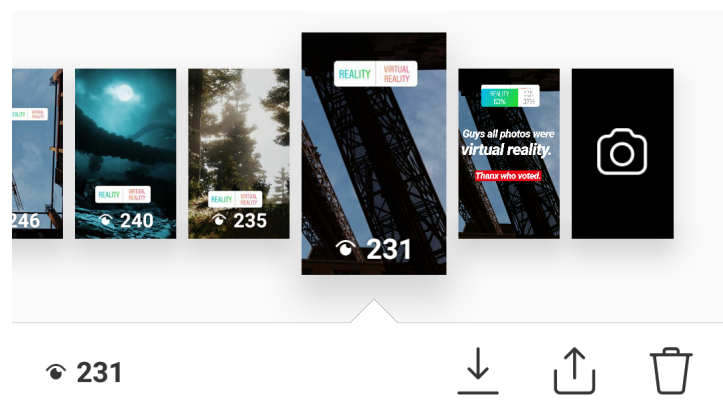 REALITY
VIRTUAL
REALITY
246
REALITY
VIRTUAL
REALITY
240
REALITY
VIRTUAL
REALITY
235
REALITY
VIRTUAL
REALITY
231
REALITY
63%
37%
Guys all photos were
virtual reality.
Thanx who voted.
231